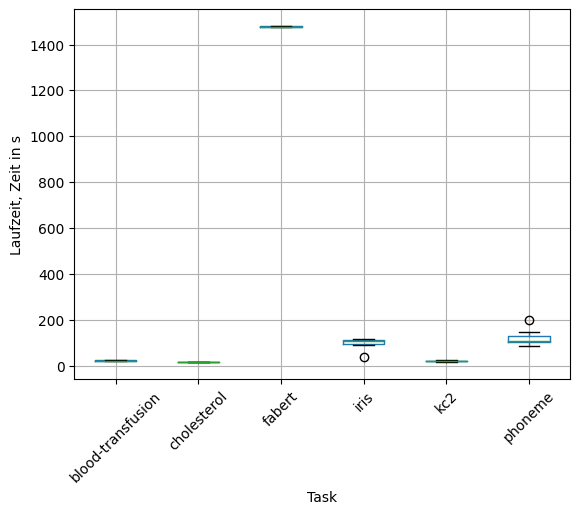 1400
1200
1000
800
600
400
200
0
Laufzeit, Zeit in s
blood-transfusion
cholesterol
fabert
iris
kc2
phoneme
Task